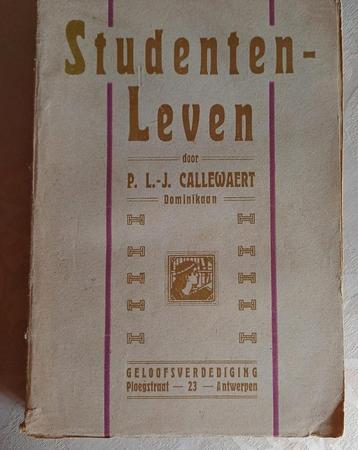 Studenten-
Leven
door
P. L.-J. CALLEWAERT
Dominikaan
GELOOFSVERDEDIGING
Ploegstraat — 23 — Antwerpen